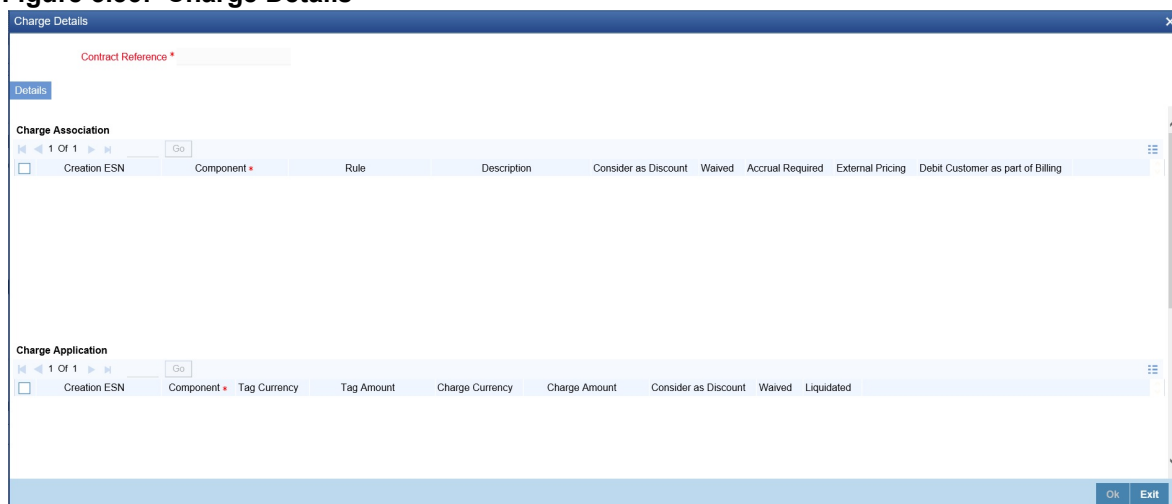 Charge Details
Contract Reference *
Details
Charge Association
1 Of 1 Go
Creation ESN Component * Rule Description Consider as Discount Waived Accrual Required External Pricing Debit Customer as part of Billing
Charge Application
1 Of 1 Go
Creation ESN Component * Tag Currency Tag Amount Charge Currency Charge Amount Consider as Discount Waived Liquidated
Ok Exit